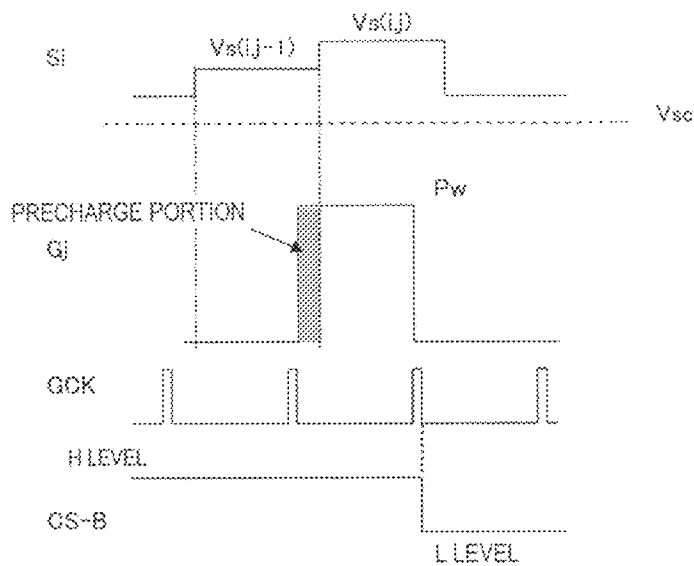 Si
Vs(i,j-1)
Vs(i,j)
Vsc
Pw
PRECHARGE PORTION
Gj
GCK
H LEVEL
CS-B
L LEVEL